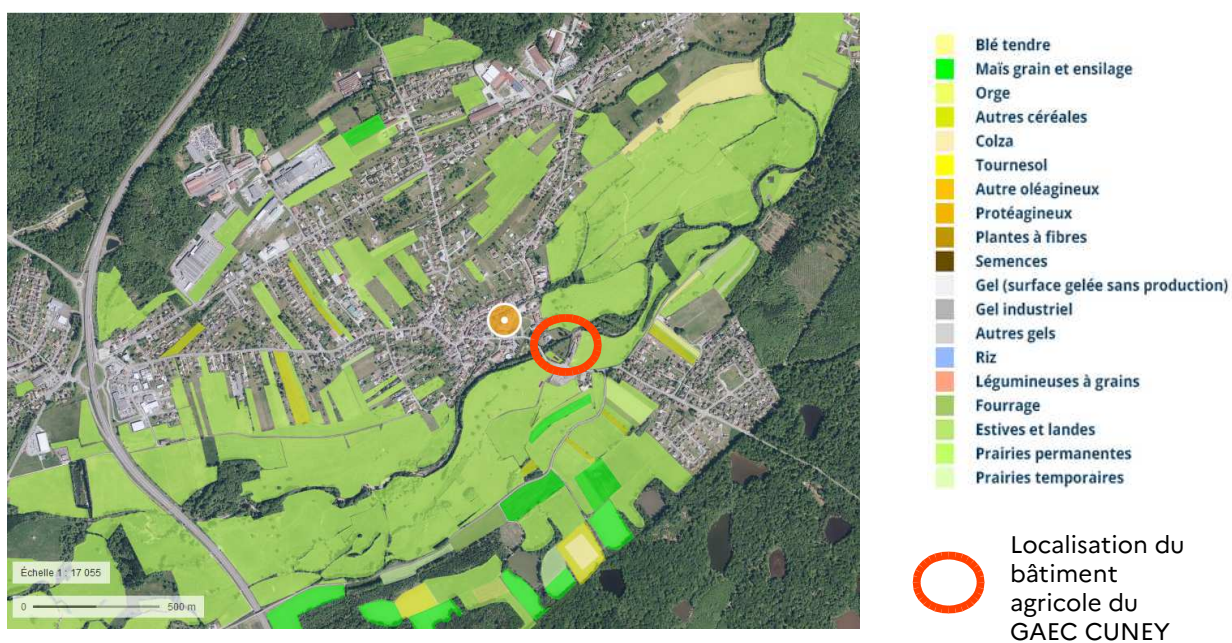 Échelle 1 : 17 055
0 500 m
Blé tendre
Maïs grain et ensilage
Orge
Autres céréales
Colza
Tournesol
Autre oléagineux
Protéagineux
Plantes à fibres
Semences
Gel (surface gelée sans production)
Gel industriel
Autres gels
Riz
Légumineuses à grains
Fourrage
Estives et landes
Prairies permanentes
Prairies temporaires
Localisation du
bâtiment
agricole du
GAEC CUNEY